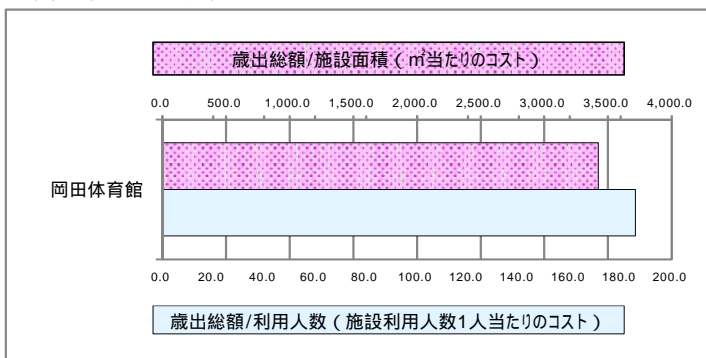 歳出総額/施設面積(㎡当たりのコスト)
0.0 500.0 1,000.0 1,500.0 2,000.0 2,500.0 3,000.0 3,500.0 4,000.0
岡田体育館
0.0 20.0 40.0 60.0 80.0 100.0 120.0 140.0 160.0 180.0 200.0
歳出総額/利用人数(施設利用人数1人当たりのコスト)